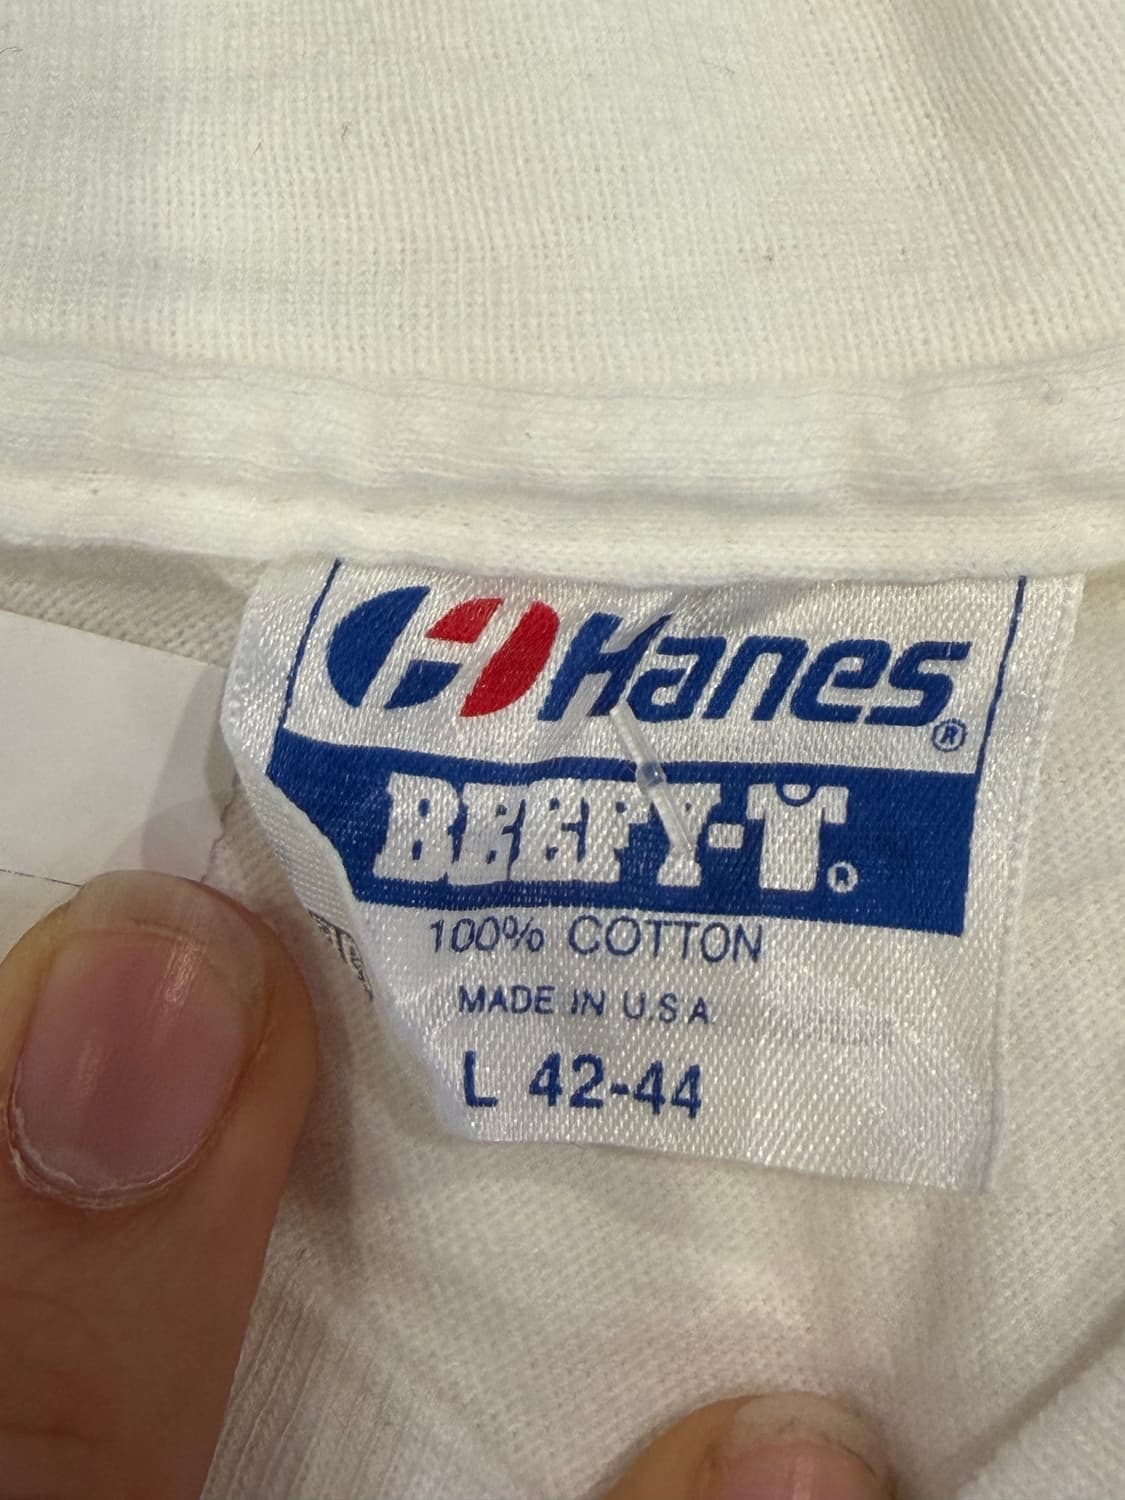 Hanes®
BEEFY-T®
100% COTTON
MADE IN U.S.A.
L 42-44